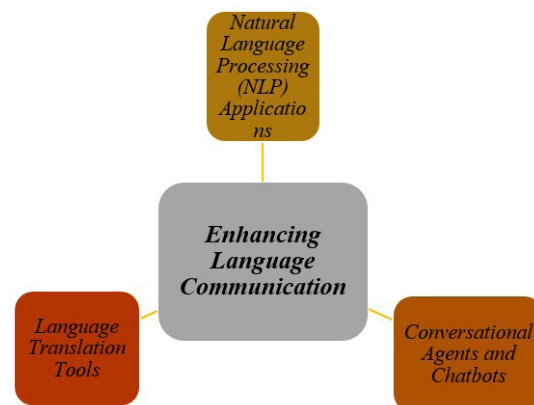 Natural
Language
Processing
(NLP)
Applicatio
ns
Enhancing
Language
Communication
Language
Translation
Tools
Conversational
Agents and
Chatbots